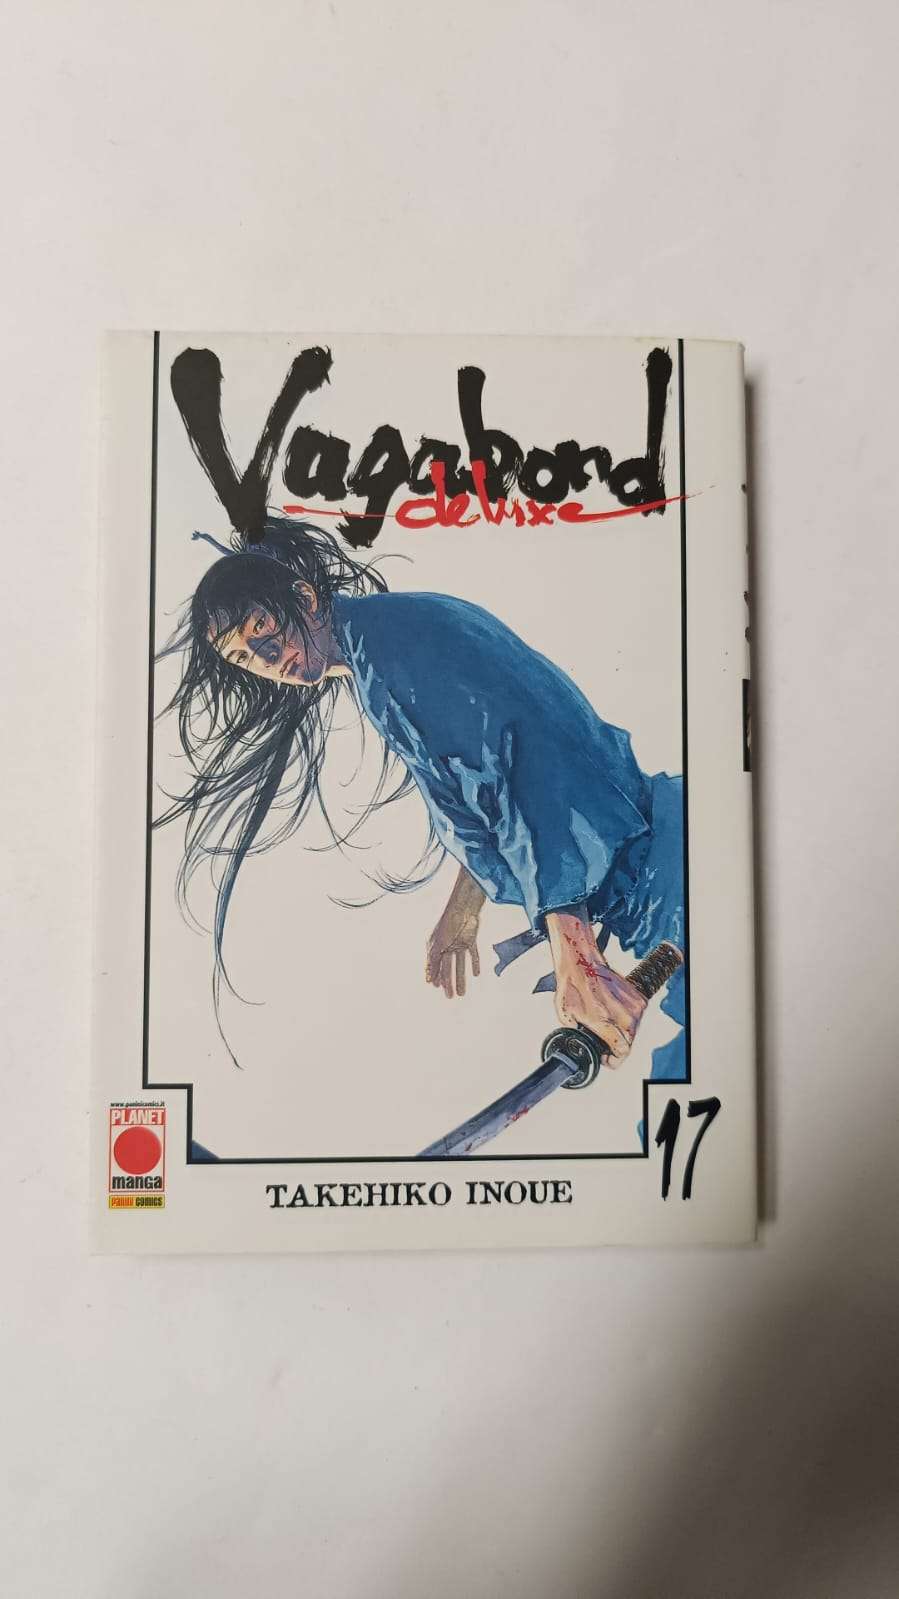 Vagabond
deluxe
www.paninicomics.it
PLANET
manga
PANINI COMICS
TAKEHIKO INOUE
17